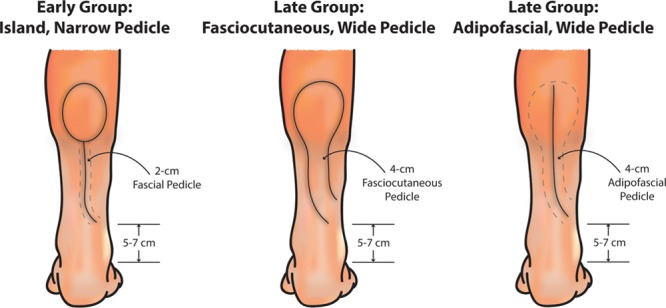 Early Group:
Island, Narrow Pedicle
2-cm
Fascial Pedicle
5-7 cm
Late Group:
Fasciocutaneous, Wide Pedicle
4-cm
Fasciocutaneous
Pedicle
5-7 cm
Late Group:
Adipofascial, Wide Pedicle
4-cm
Adipofascial
Pedicle
5-7 cm